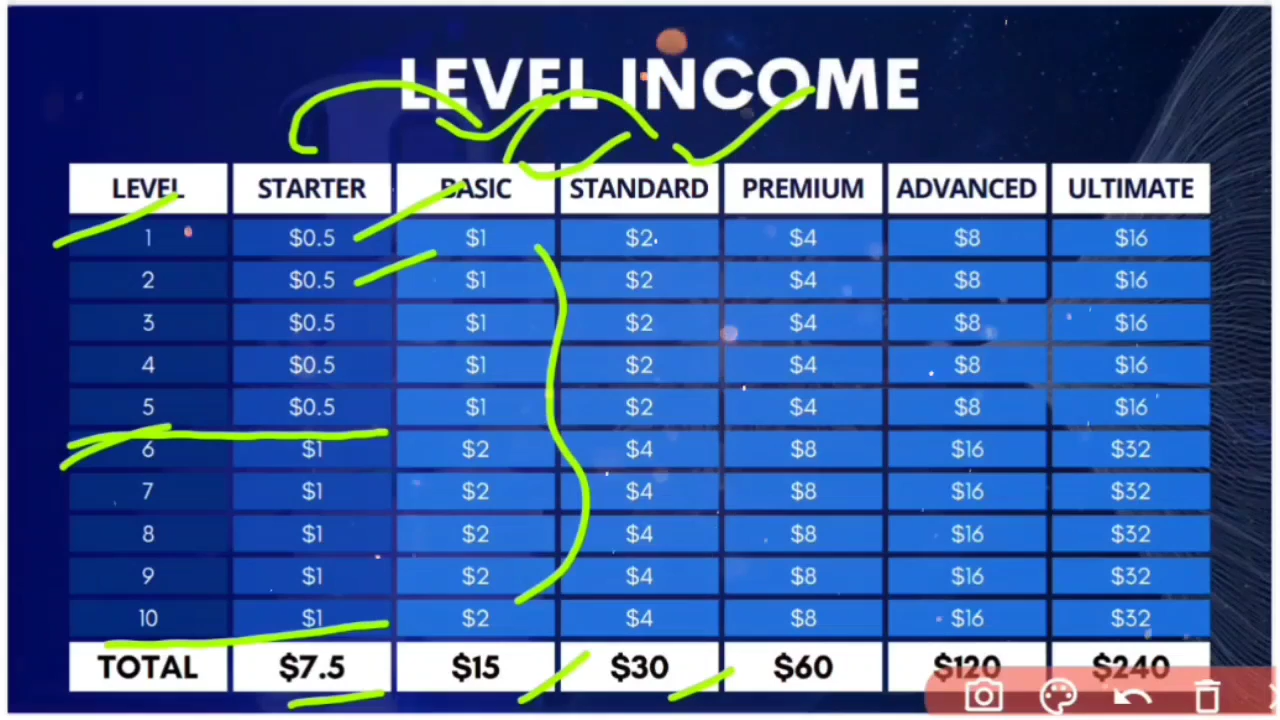 LEVEL INCOME
LEVEL STARTER BASIC STANDARD PREMIUM ADVANCED ULTIMATE
1 $0.5 $1 $2 $4 $8 $16
2 $0.5 $1 $2 $4 $8 $16
3 $0.5 $1 $2 $4 $8 $16
4 $0.5 $1 $2 $4 $8 $16
5 $0.5 $1 $2 $4 $8 $16
6 $1 $2 $4 $8 $16 $32
7 $1 $2 $4 $8 $16 $32
8 $1 $2 $4 $8 $16 $32
9 $1 $2 $4 $8 $16 $32
10 $1 $2 $4 $8 $16 $32
TOTAL $7.5 $15 $30 $60 $120 $240